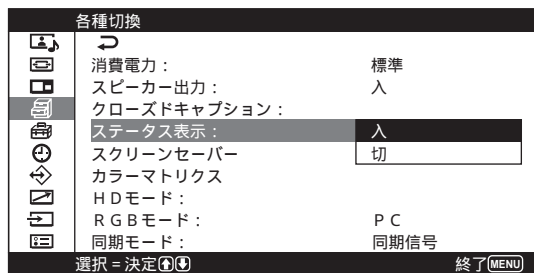 各種切換
消費電力： 標準
スピーカー出力： 入
クローズドキャプション：
ステータス表示： 入
スクリーンセーバー 切
カラーマトリクス
ＨＤモード：
ＲＧＢモード： ＰＣ
同期モード： 同期信号
選択＝決定 終了 MENU